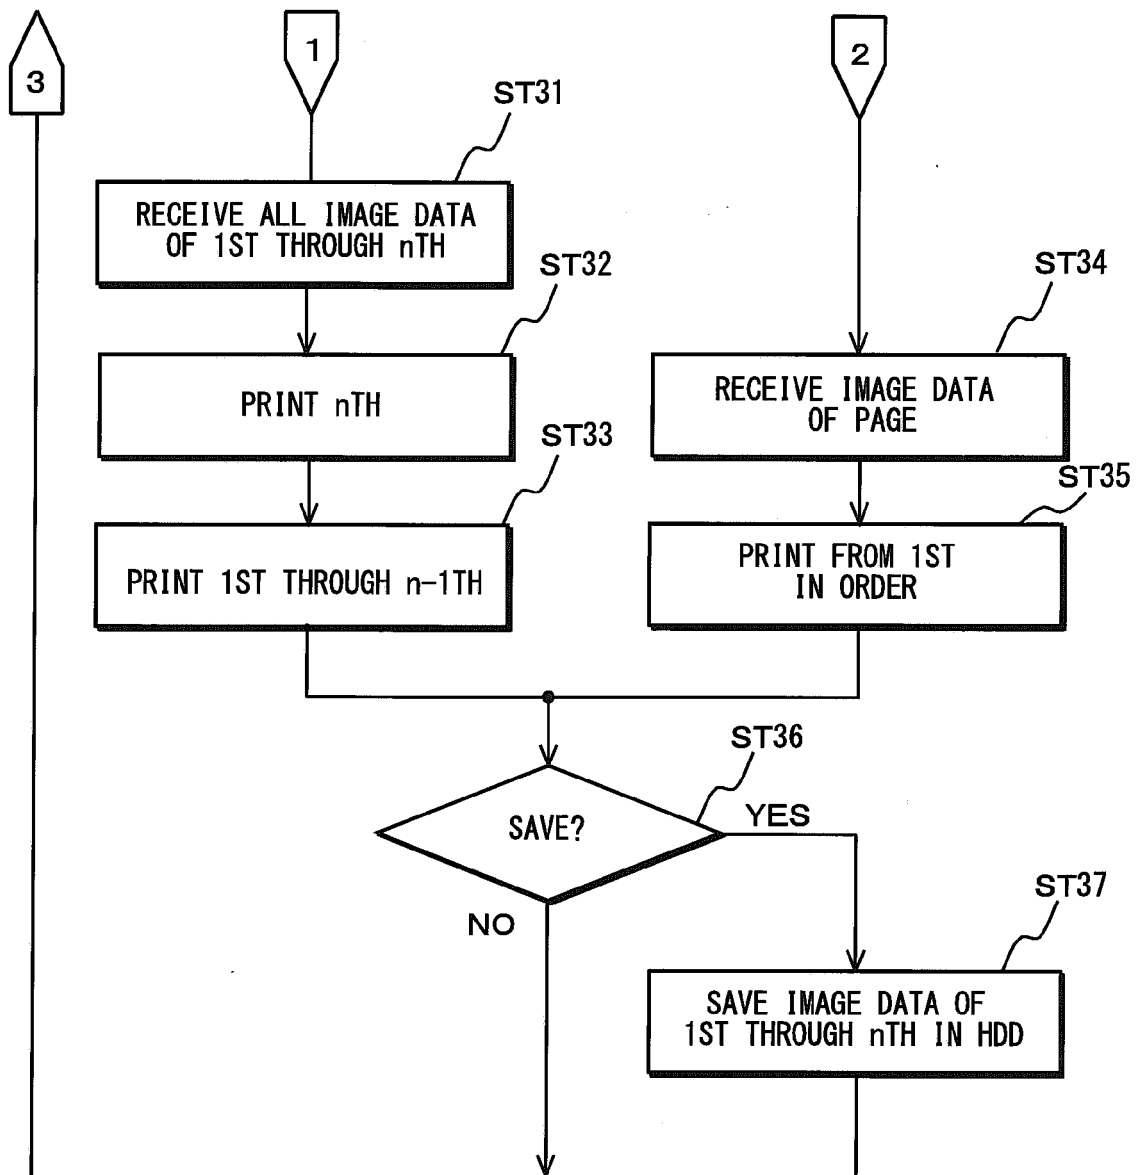 3
1
2
ST31
RECEIVE ALL IMAGE DATA
OF 1ST THROUGH nTH
ST32
PRINT nTH
ST33
PRINT 1ST THROUGH n-1TH
ST34
RECEIVE IMAGE DATA
OF PAGE
ST35
PRINT FROM 1ST
IN ORDER
ST36
SAVE?
YES
NO
ST37
SAVE IMAGE DATA OF
1ST THROUGH nTH IN HDD